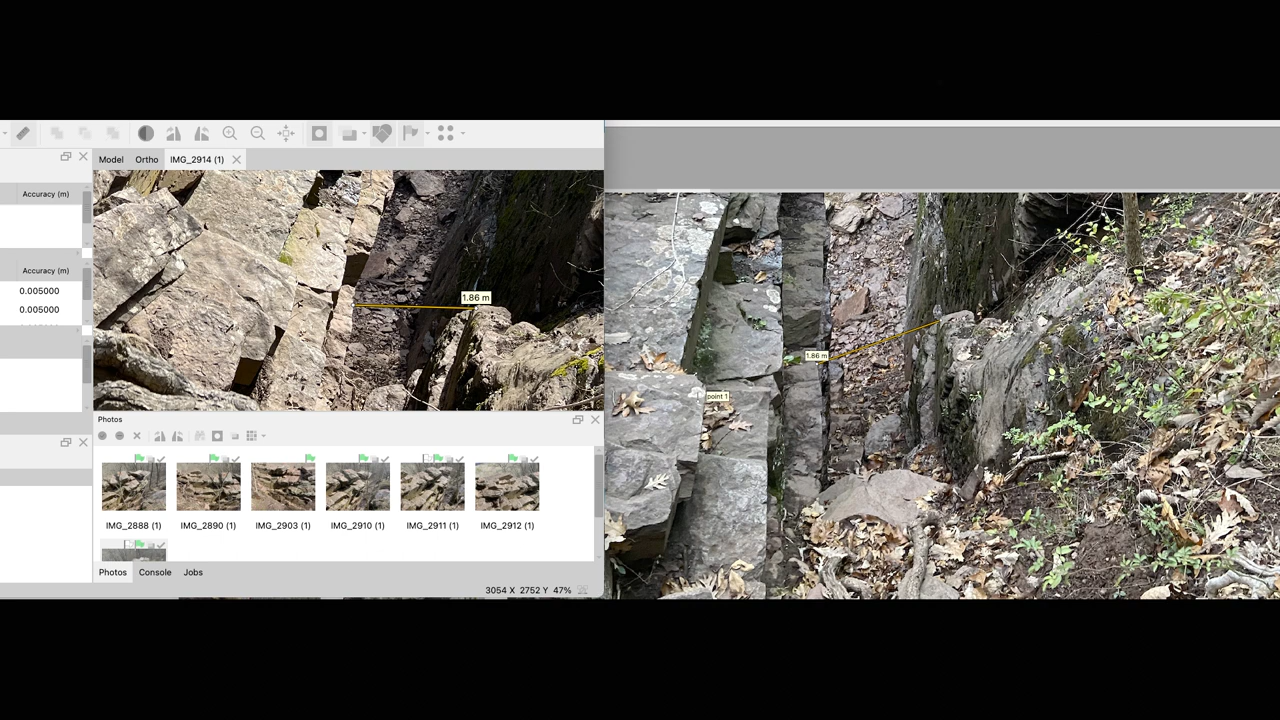 Accuracy (m)
Accuracy (m)
0.005000
0.005000
Model Ortho IMG_2914 (1)
1.86 m
Photos
IMG_2888 (1) IMG_2890 (1) IMG_2903 (1) IMG_2910 (1) IMG_2911 (1) IMG_2912 (1)
Photos Console Jobs
3054 X 2752 Y 47%
1.86 m
point 1